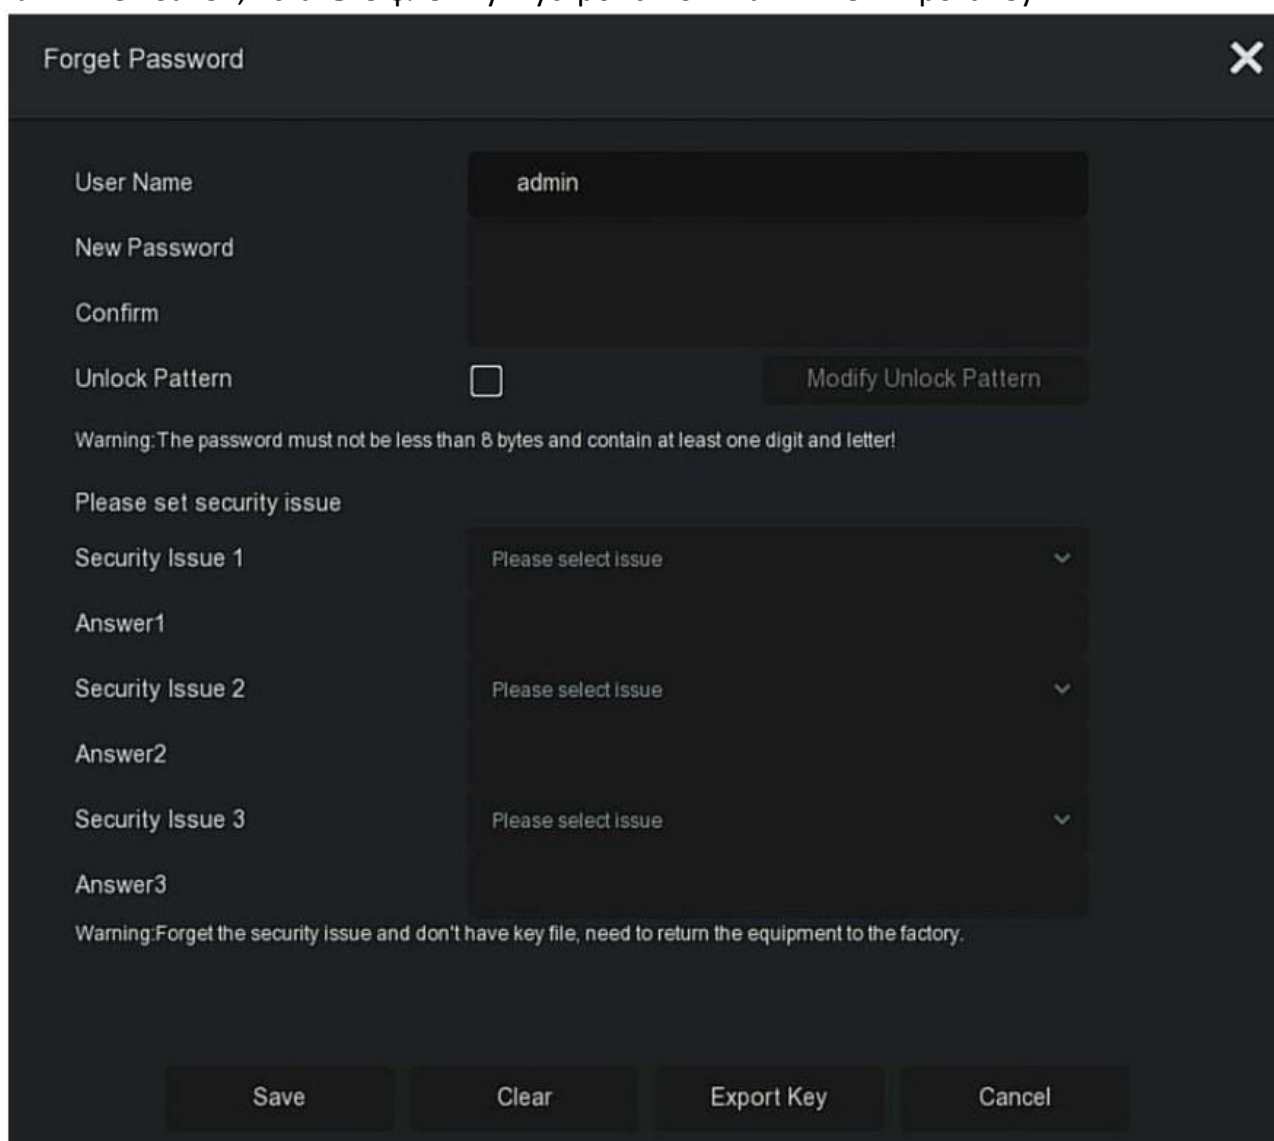 Forget Password
User Name admin
New Password
Confirm
Unlock Pattern Modify Unlock Pattern
Warning:The password must not be less than 8 bytes and contain at least one digit and letter!
Please set security issue
Security Issue 1 Please select issue
Answer1
Security Issue 2 Please select issue
Answer2
Security Issue 3 Please select issue
Answer3
Warning:Forget the security issue and don't have key file, need to return the equipment to the factory.
Save Clear Export Key Cancel